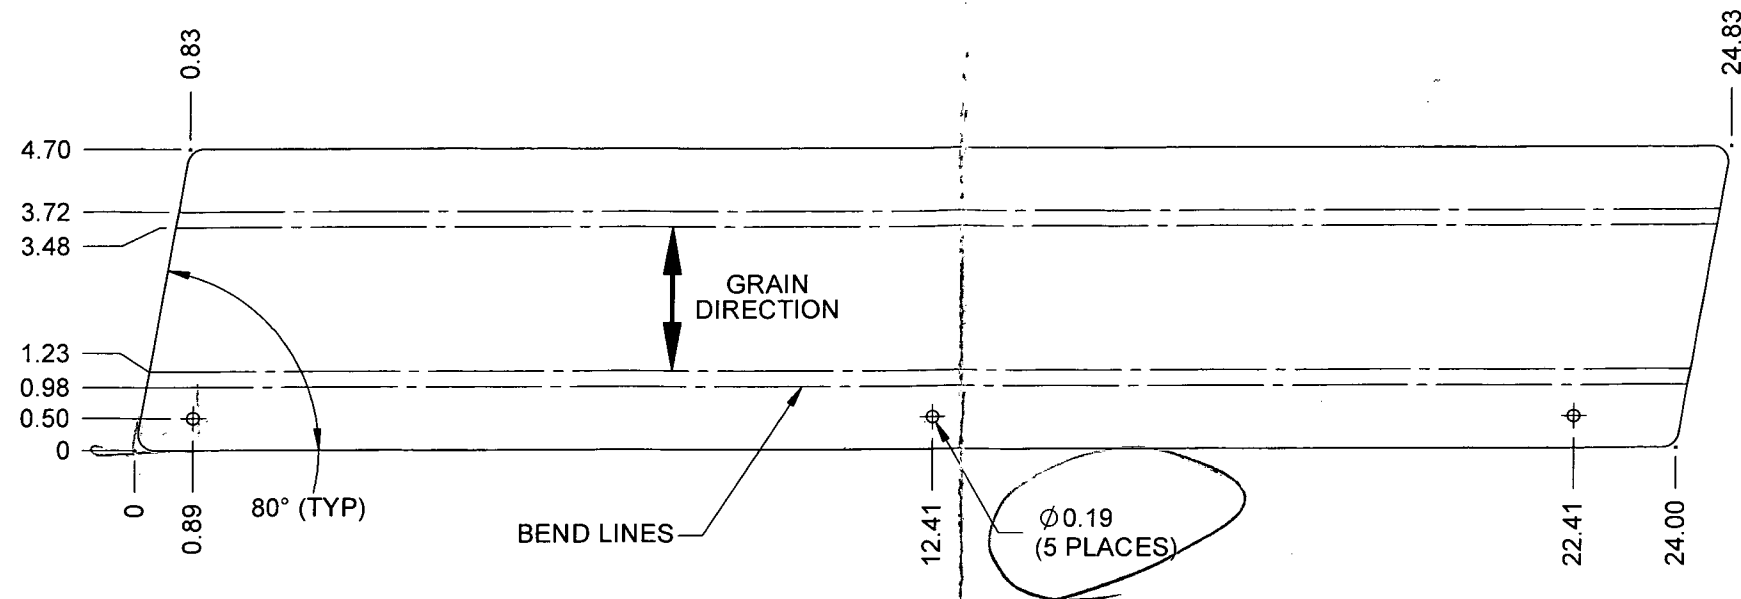 0.83
24.83
4.70
3.72
3.48
GRAIN
DIRECTION
1.23
0.98
0.50
0
0
0.89
80° (TYP)
BEND LINES
12.41
Ø0.19
(5 PLACES)
22.41
24.00